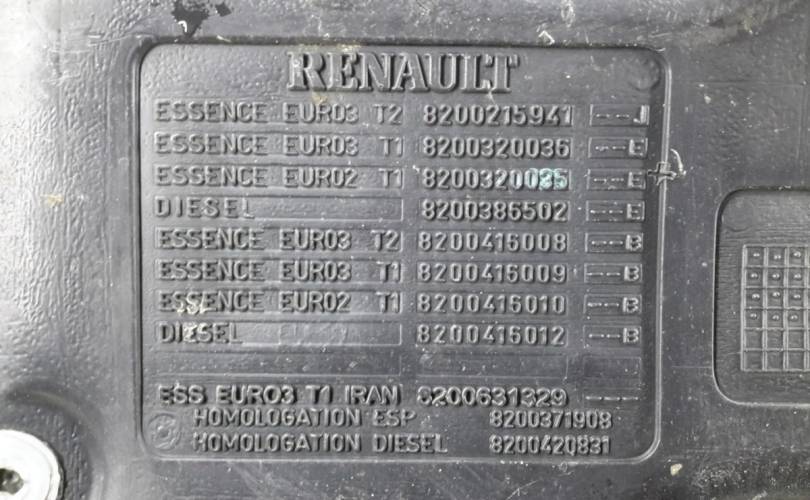 RENAULT
ESSENCE EURO3 T2 8200215941 ---J
ESSENCE EURO3 T1 8200320036 ---E
ESSENCE EURO2 T1 8200320035 ---E
DIESEL 8200386502 ---E
ESSENCE EURO3 T2 8200416008 ---B
ESSENCE EURO3 T1 8200416009 ---B
ESSENCE EURO2 T1 8200416010 ---B
DIESEL 8200416012 ---B
ESS EURO3 T1 IRAN 8200631329 ----
HOMOLOGATION ESP 8200371908
HOMOLOGATION DIESEL 8200420831